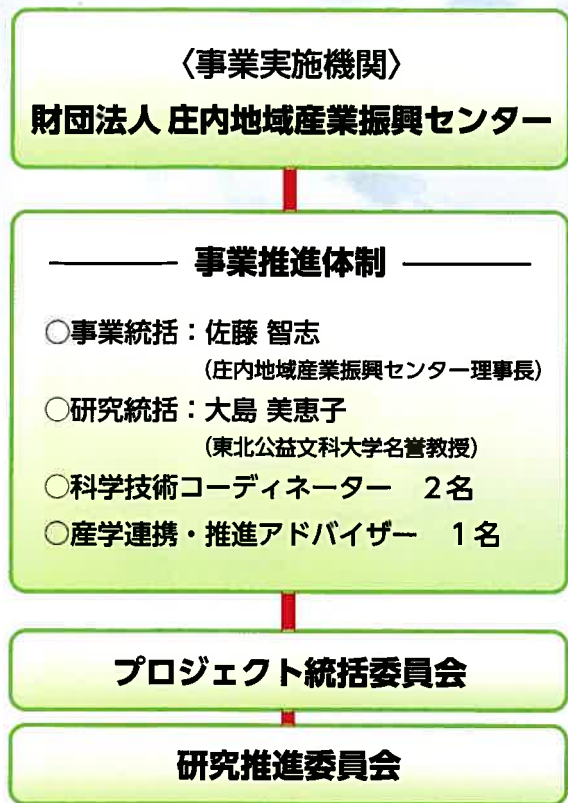 〈事業実施機関〉
財団法人 庄内地域産業振興センター
事業推進体制
○事業統括：佐藤 智志
（庄内地域産業振興センター理事長）
○研究統括：大島 美恵子
（東北公益文科大学名誉教授）
○科学技術コーディネーター　２名
○産学連携・推進アドバイザー　１名
プロジェクト統括委員会
研究推進委員会